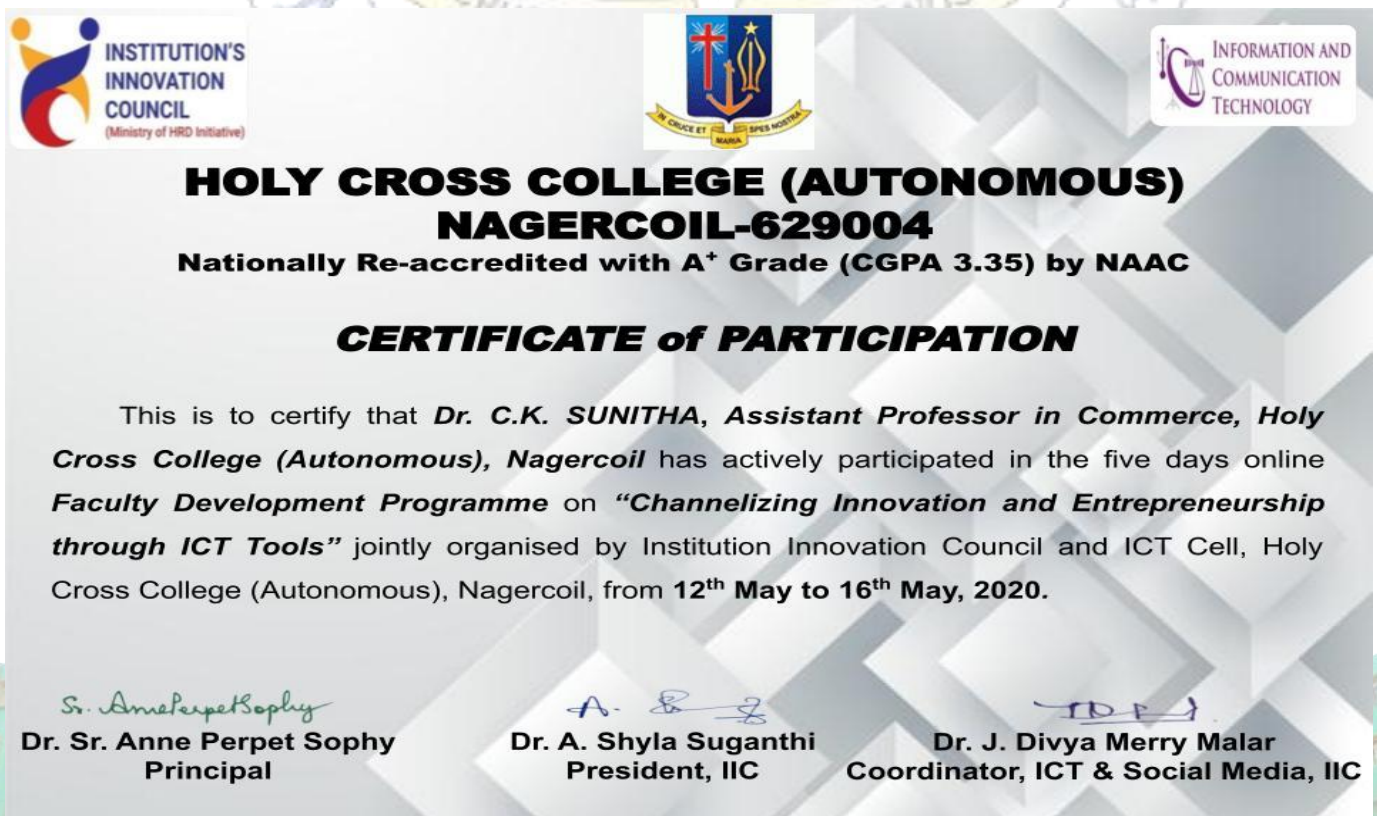 INSTITUTION'S
INNOVATION
COUNCIL
(Ministry of HRD Initiative)
IN CRUCE ET MARIA SPES NOSTRA
INFORMATION AND
COMMUNICATION
TECHNOLOGY
HOLY CROSS COLLEGE (AUTONOMOUS)
NAGERCOIL-629004
Nationally Re-accredited with A⁺ Grade (CGPA 3.35) by NAAC
CERTIFICATE of PARTICIPATION
This is to certify that Dr. C.K. SUNITHA, Assistant Professor in Commerce, Holy
Cross College (Autonomous), Nagercoil has actively participated in the five days online
Faculty Development Programme on “Channelizing Innovation and Entrepreneurship
through ICT Tools” jointly organised by Institution Innovation Council and ICT Cell, Holy
Cross College (Autonomous), Nagercoil, from 12th May to 16th May, 2020.
Sr. AnnePerpetSophy
Dr. Sr. Anne Perpet Sophy
Principal
Dr. A. Shyla Suganthi
President, IIC
Dr. J. Divya Merry Malar
Coordinator, ICT & Social Media, IIC